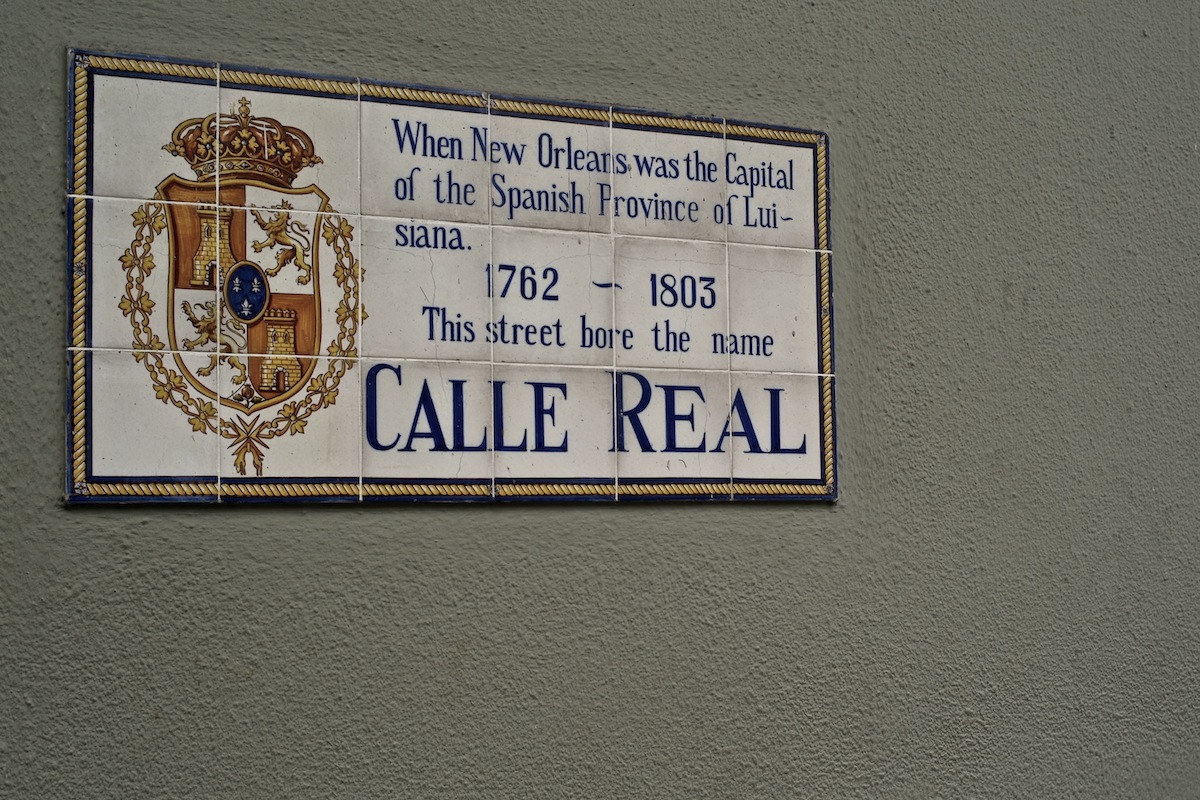 When New Orleans was the Capital
of the Spanish Province of Lui-
siana.
1762 ~ 1803
This street bore the name
CALLE REAL